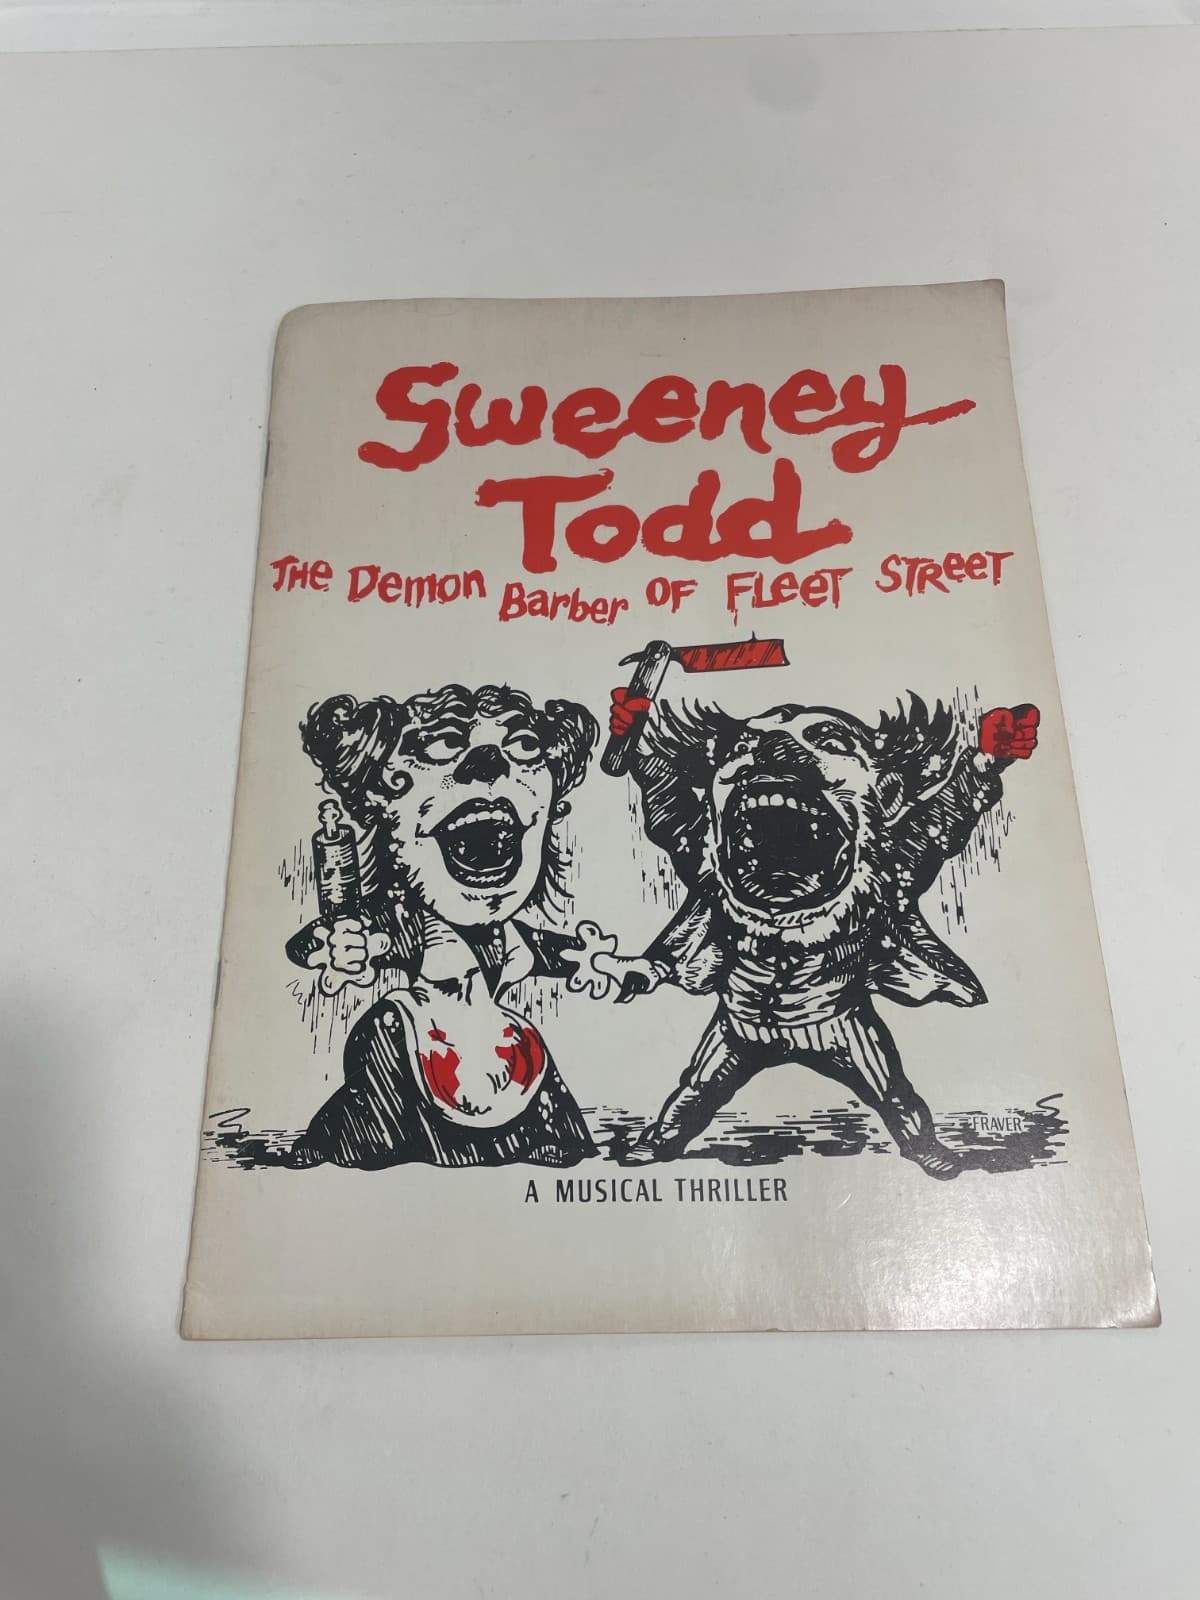 Sweeney
Todd
THE Demon Barber OF FLeeT STReeT
FRAVER
A MUSICAL THRILLER